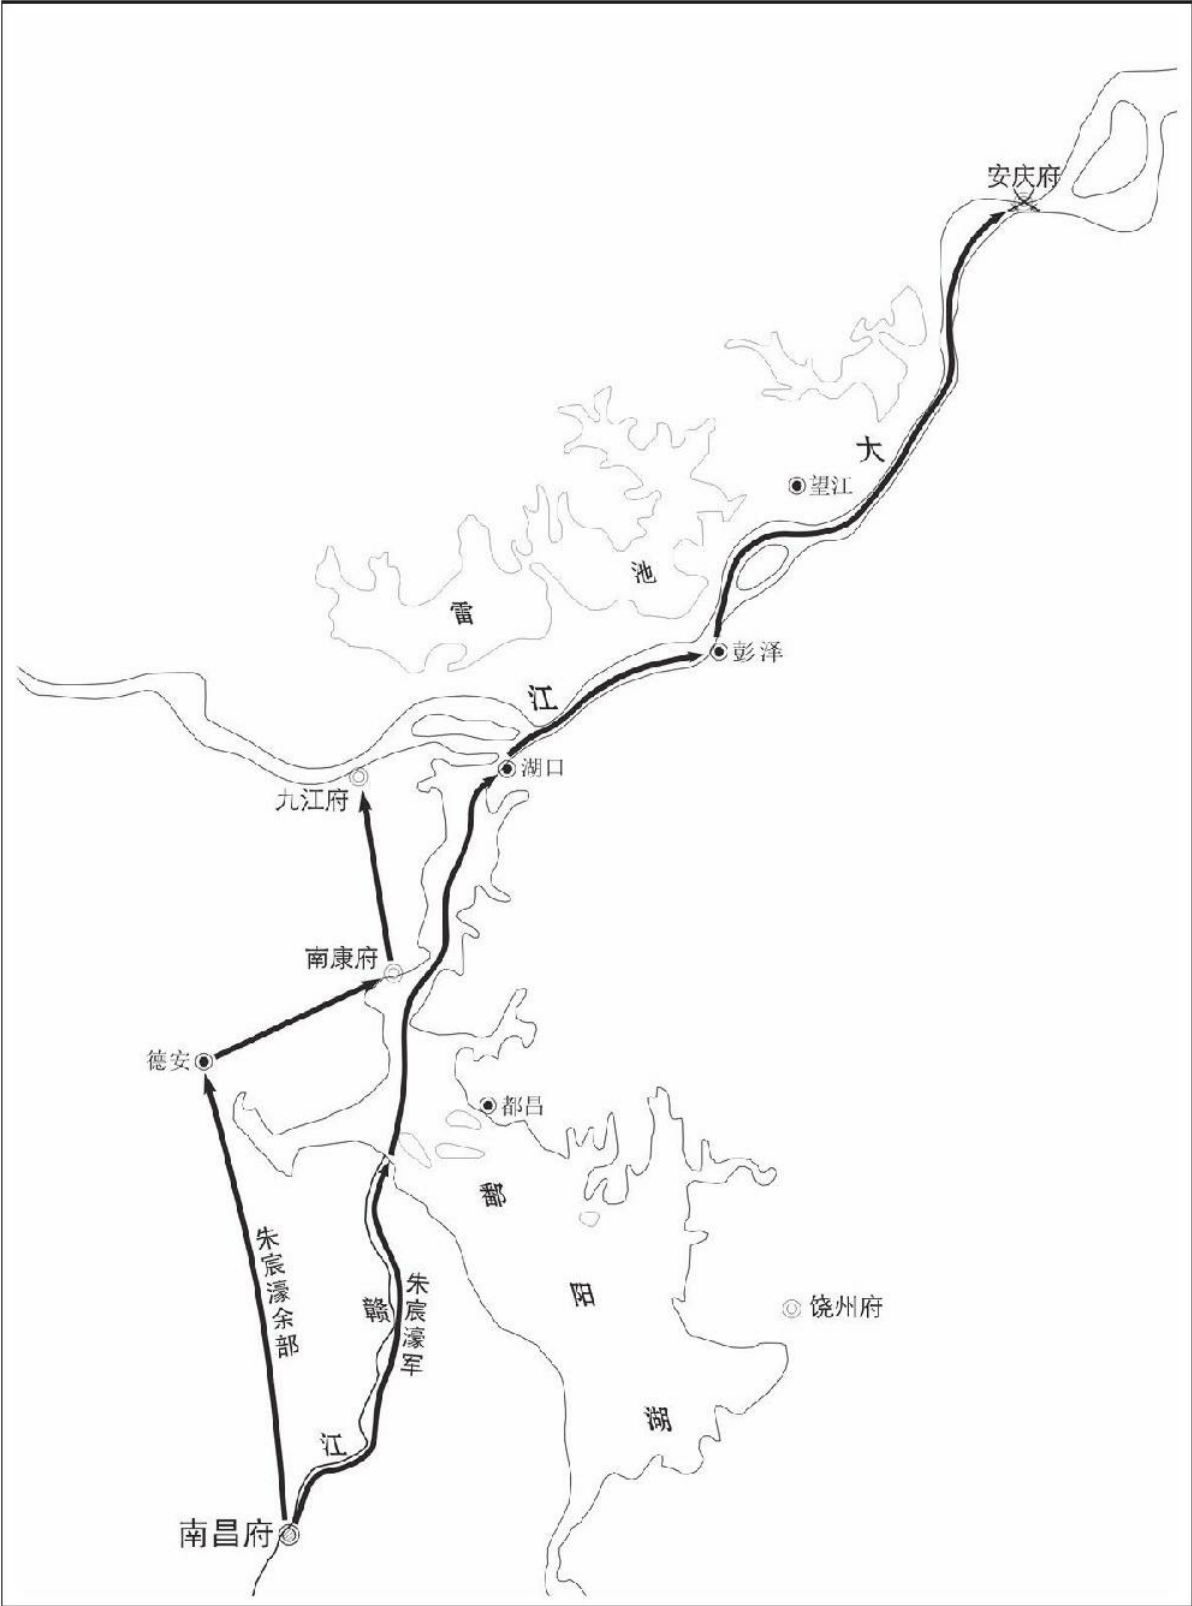 安庆府
大
望江
池
雷
彭泽
江
湖口
九江府
南康府
德安
都昌
鄱
阳
湖
饶州府
朱宸濠余部
朱宸濠军
赣
江
南昌府